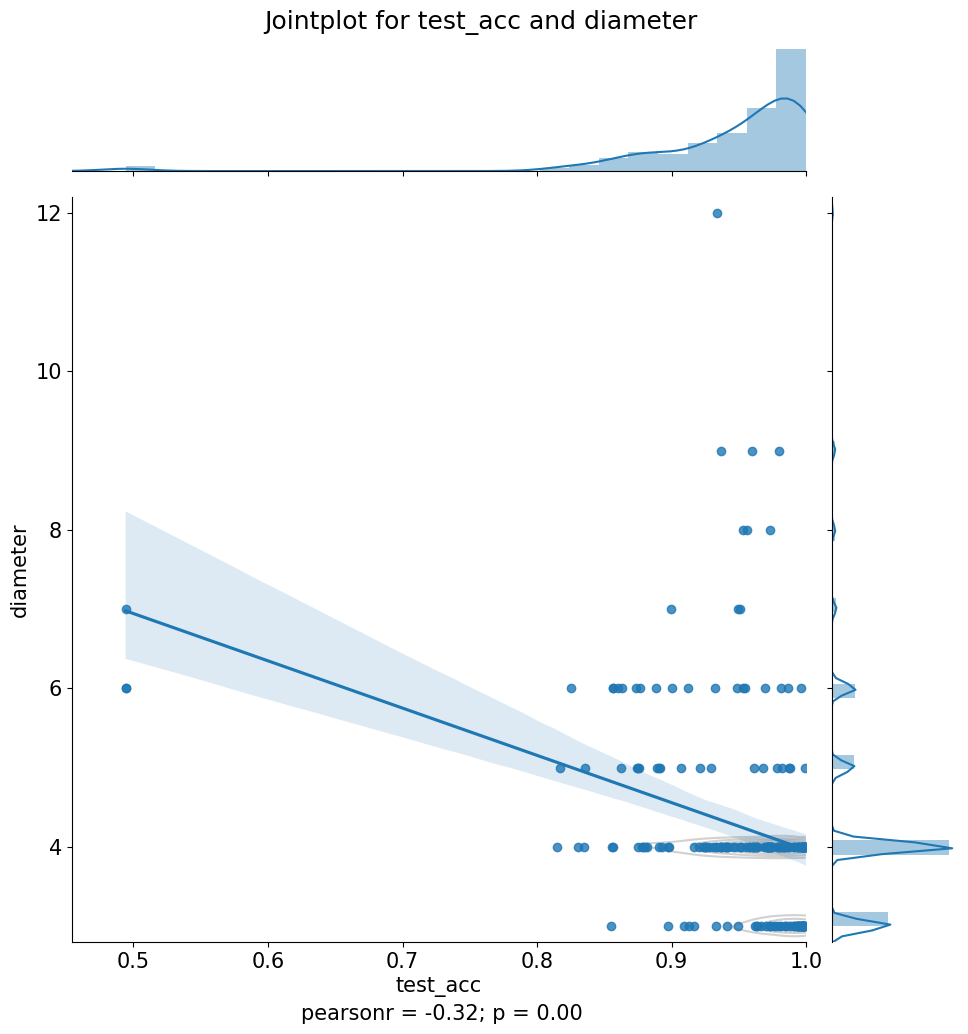 Jointplot for test_acc and diameter
12
10
8
6
4
diameter
0.5 0.6 0.7 0.8 0.9 1.0
test_acc
pearsonr = -0.32; p = 0.00